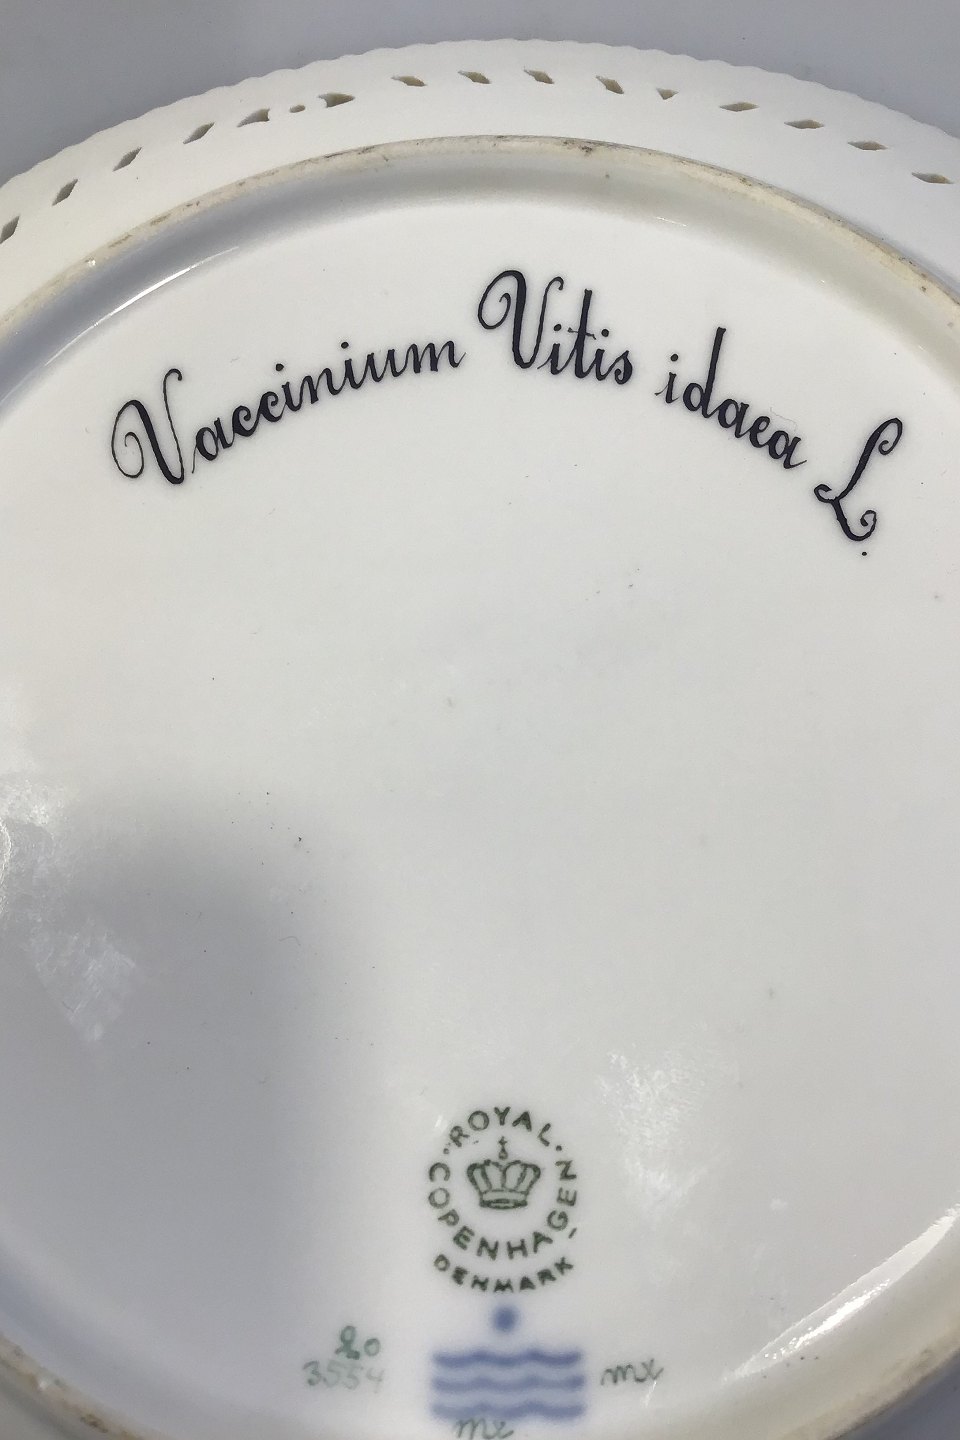 Vaccinium Vitis idaea L.
ROYAL
COPENHAGEN
DENMARK
20
3554